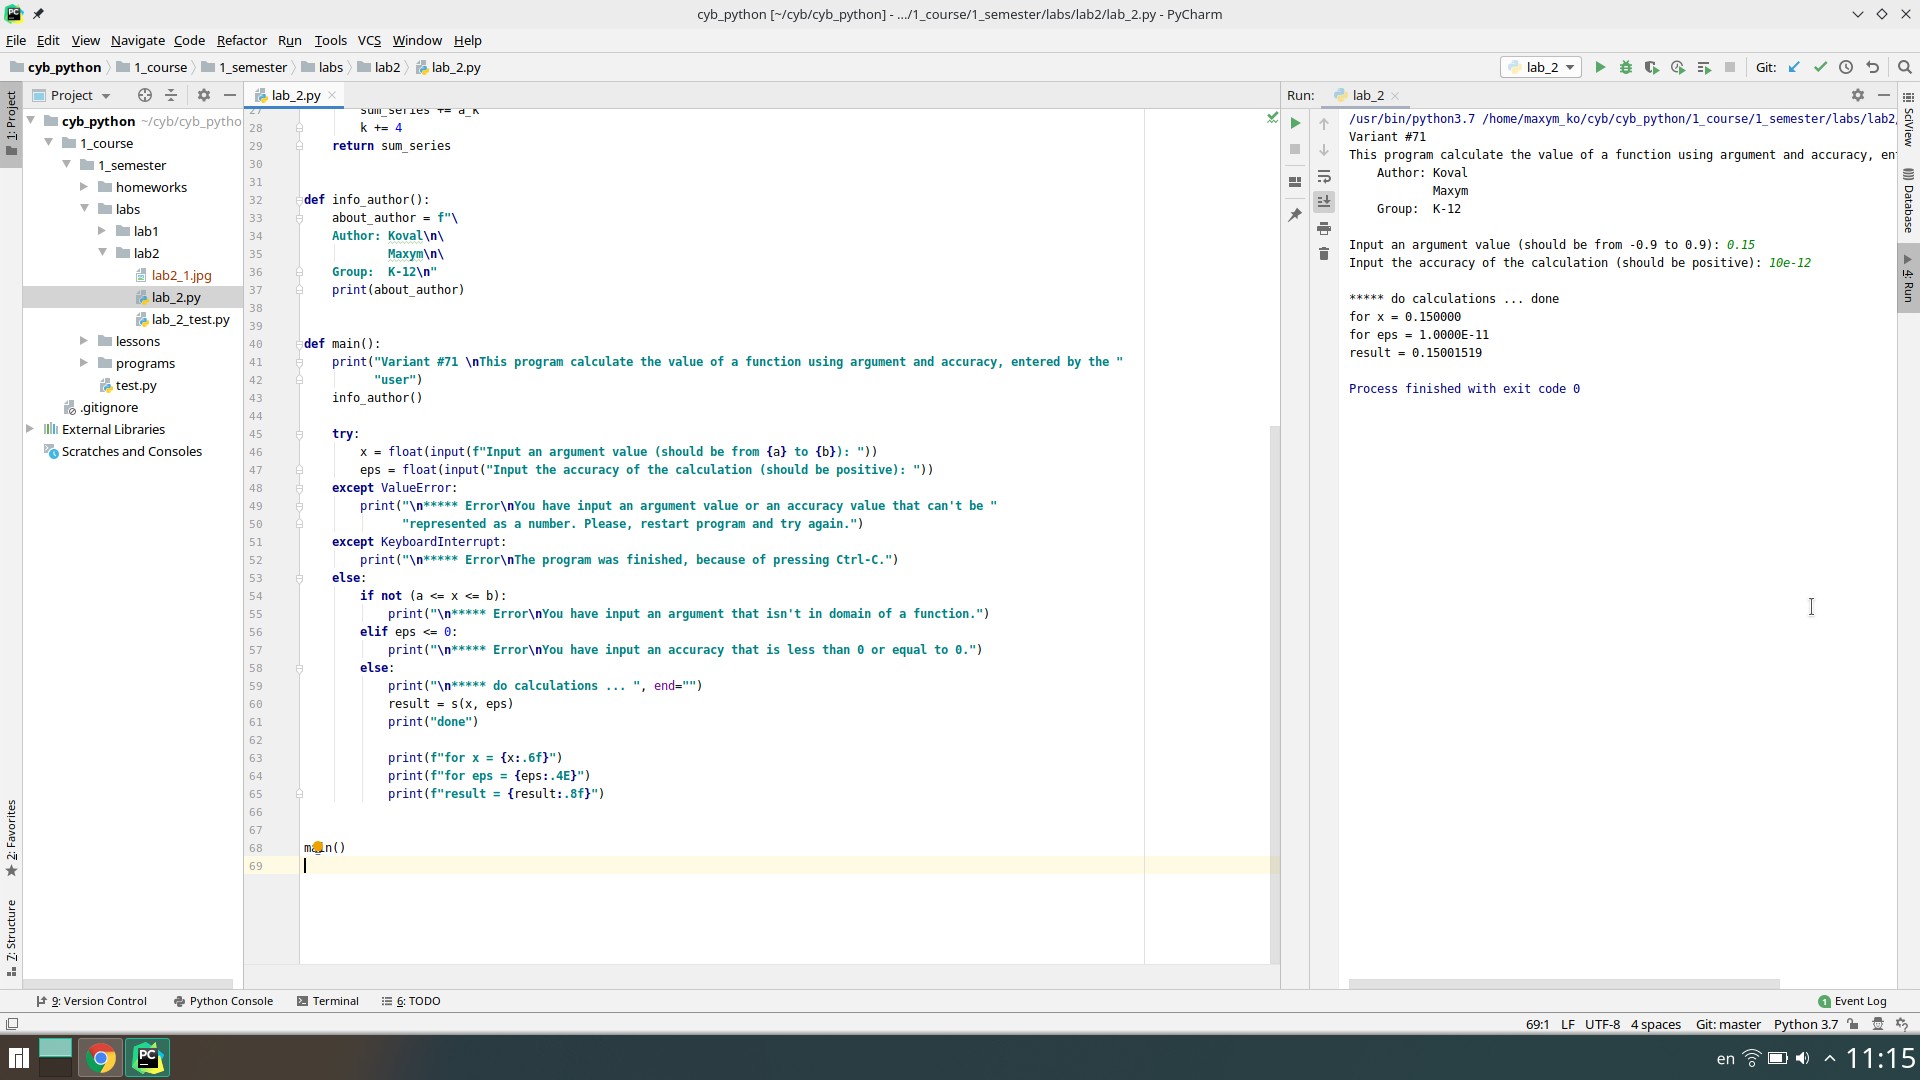 cyb_python [~/cyb/cyb_python] - .../1_course/1_semester/labs/lab2/lab_2.py - PyCharm
File Edit View Navigate Code Refactor Run Tools VCS Window Help
cyb_python 1_course 1_semester labs lab2 lab_2.py
lab_2 Git:
1: Project
Project
lab_2.py
Run: lab_2
cyb_python ~/cyb/cyb_pytho
1_course
1_semester
homeworks
labs
lab1
lab2
lab2_1.jpg
lab_2.py
lab_2_test.py
lessons
programs
test.py
.gitignore
External Libraries
Scratches and Consoles
2: Favorites
7: Structure
27 sum_series += a_k
28 k += 4
29 return sum_series
30
31
32 def info_author():
33 about_author = f"\
34 Author: Koval\n\
35 Maxym\n\
36 Group:  K-12\n"
37 print(about_author)
38
39
40 def main():
41 print("Variant #71 \nThis program calculate the value of a function using argument and accuracy, entered by the "
42 "user")
43 info_author()
44
45 try:
46 x = float(input(f"Input an argument value (should be from {a} to {b}): "))
47 eps = float(input("Input the accuracy of the calculation (should be positive): "))
48 except ValueError:
49 print("\n***** Error\nYou have input an argument value or an accuracy value that can't be "
50 "represented as a number. Please, restart program and try again.")
51 except KeyboardInterrupt:
52 print("\n***** Error\nThe program was finished, because of pressing Ctrl-C.")
53 else:
54 if not (a <= x <= b):
55 print("\n***** Error\nYou have input an argument that isn't in domain of a function.")
56 elif eps <= 0:
57 print("\n***** Error\nYou have input an accuracy that is less than 0 or equal to 0.")
58 else:
59 print("\n***** do calculations ... ", end="")
60 result = s(x, eps)
61 print("done")
62
63 print(f"for x = {x:.6f}")
64 print(f"for eps = {eps:.4E}")
65 print(f"result = {result:.8f}")
66
67
68 main()
69
/usr/bin/python3.7 /home/maxym_ko/cyb/cyb_python/1_course/1_semester/labs/lab2/
Variant #71
This program calculate the value of a function using argument and accuracy, en
Author: Koval
Maxym
Group:  K-12
Input an argument value (should be from -0.9 to 0.9): 0.15
Input the accuracy of the calculation (should be positive): 10e-12
***** do calculations ... done
for x = 0.150000
for eps = 1.0000E-11
result = 0.15001519
Process finished with exit code 0
SciView
Database
4: Run
9: Version Control Python Console Terminal 6: TODO 1 Event Log
69:1 LF UTF-8 4 spaces Git: master Python 3.7
PC en 11:15